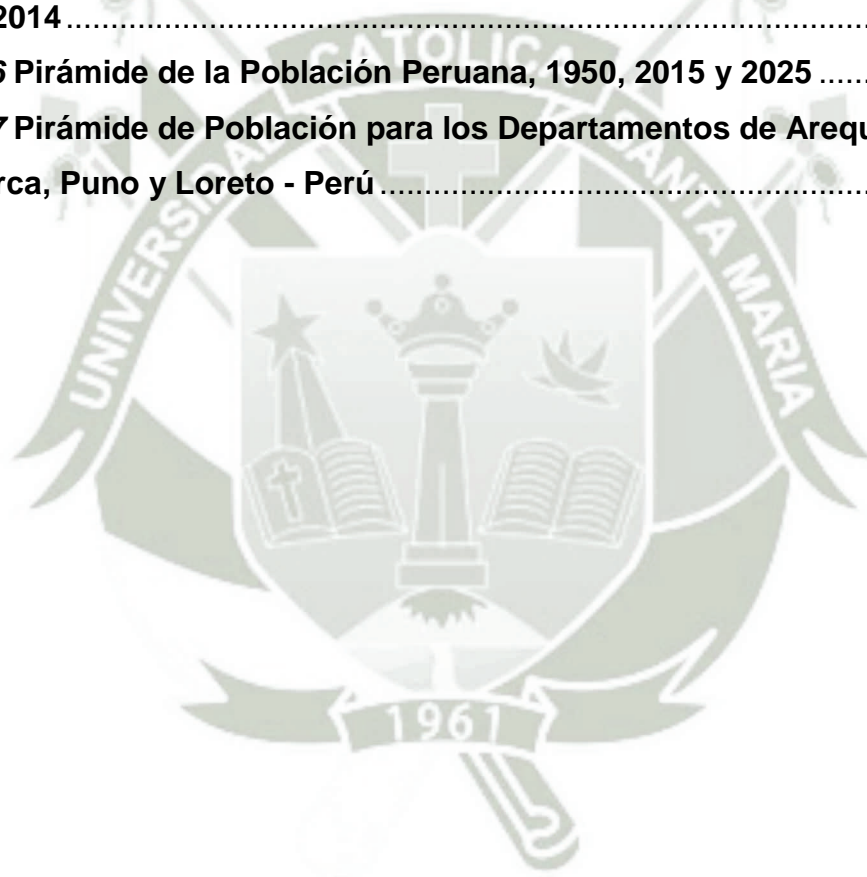 2014........................................................................................
6 Pirámide de la Población Peruana, 1950, 2015 y 2025 ......
7 Pirámide de Población para los Departamentos de Arequ
rca, Puno y Loreto - Perú............................................................
UNIVERSIDAD CATOLICA SANTA MARIA
1961